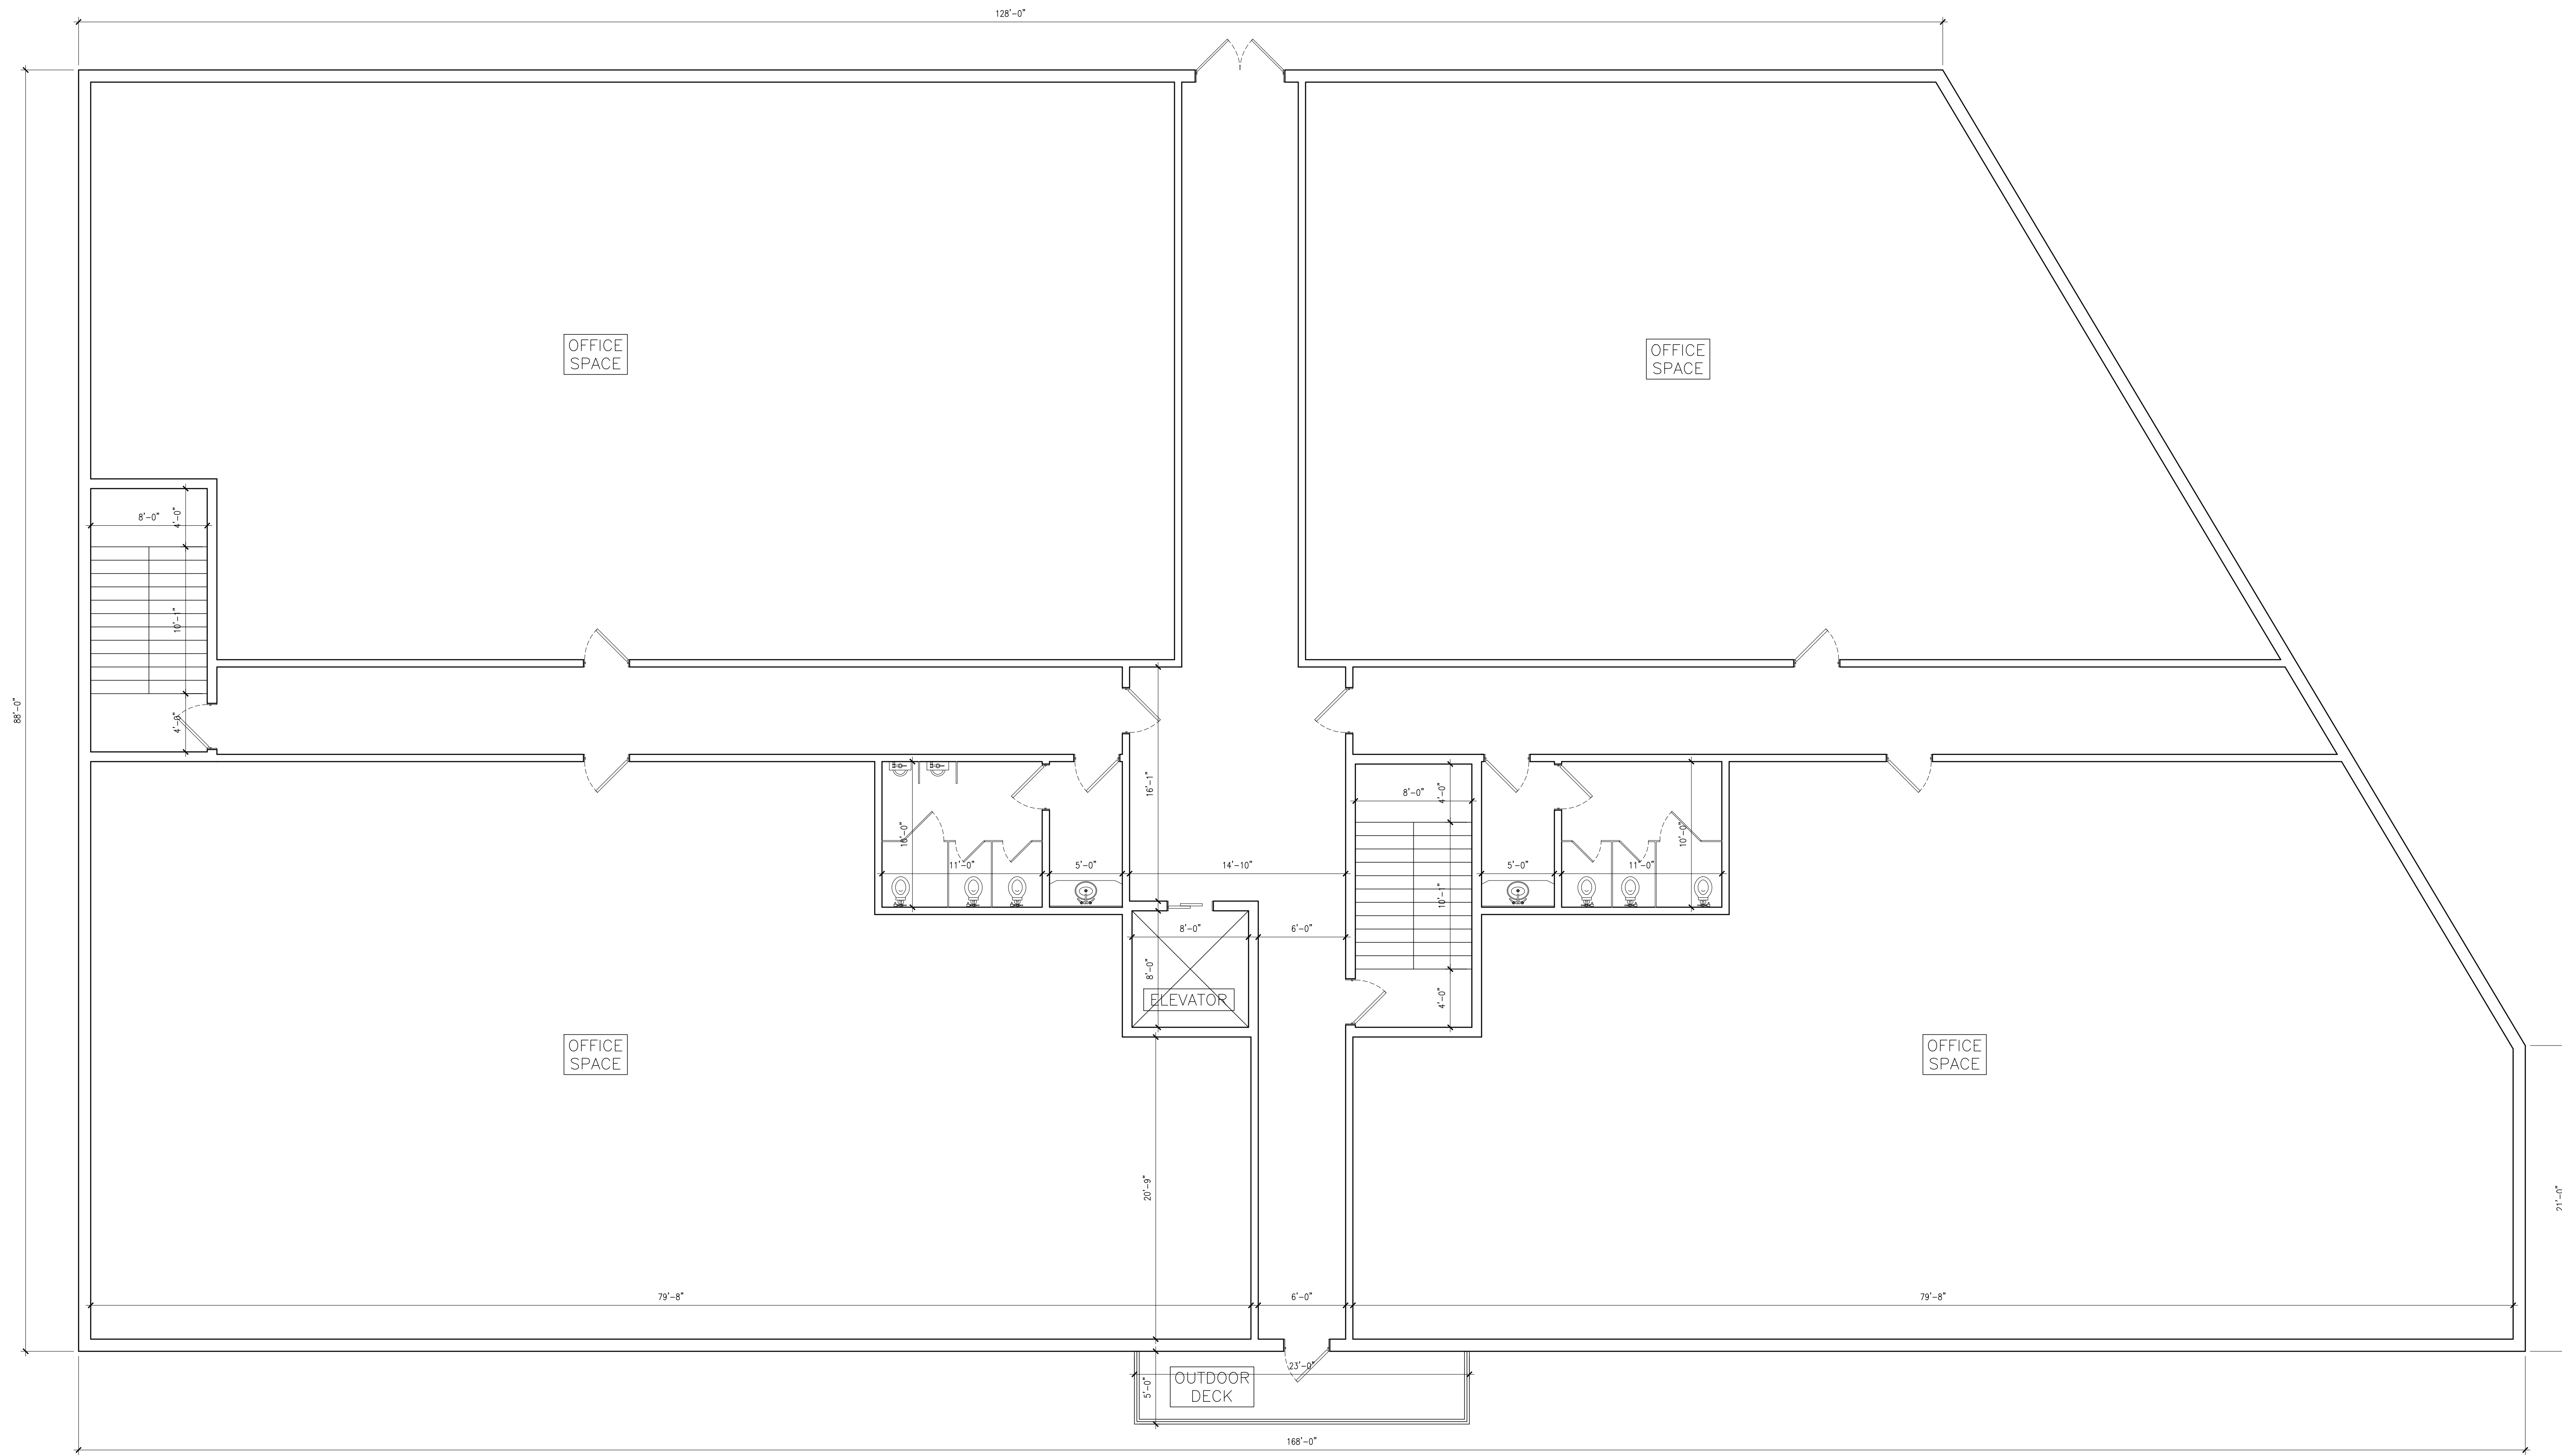 128'-0"
OFFICE
SPACE
OFFICE
SPACE
8'-0"
4'-0"
10'-1"
4'-0"
88'-0"
16'-1"
8'-0"
4'-0"
10'-0"
10'-0"
11'-0"
5'-0"
14'-10"
5'-0"
11'-0"
10'-1"
8'-0"
6'-0"
8'-0"
4'-0"
ELEVATOR
OFFICE
SPACE
OFFICE
SPACE
20'-9"
21'-0"
79'-8"
6'-0"
79'-8"
23'-0"
5'-0"
OUTDOOR
DECK
168'-0"